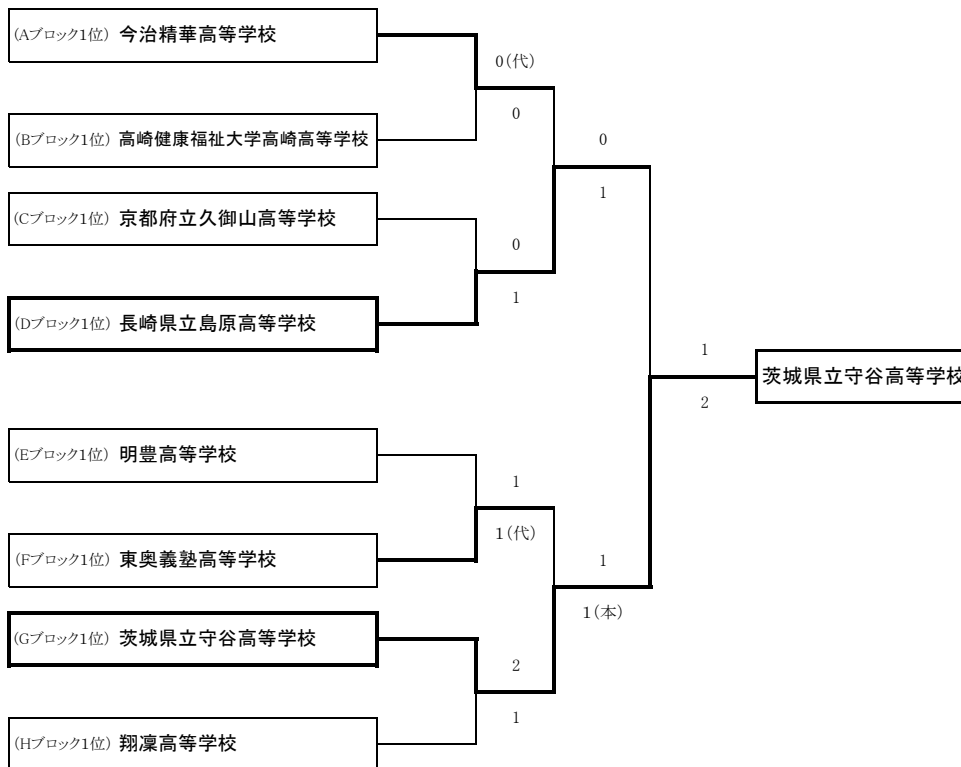 (Aブロック1位) 今治精華高等学校
0(代)
0
(Bブロック1位) 高崎健康福祉大学高崎高等学校
0
1
(Cブロック1位) 京都府立久御山高等学校
0
1
(Dブロック1位) 長崎県立島原高等学校
1
2
茨城県立守谷高等学校
(Eブロック1位) 明豊高等学校
1
1(代)
(Fブロック1位) 東奥義塾高等学校
1
1(本)
(Gブロック1位) 茨城県立守谷高等学校
2
1
(Hブロック1位) 翔凜高等学校